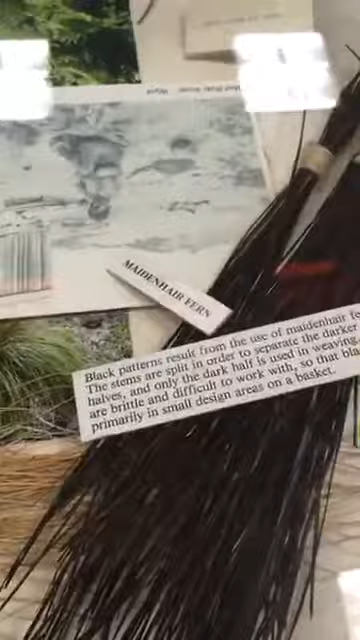 MAIDENHAIR FERN
Black patterns result from the use of maidenhair fe
The stems are split in order to separate the darker
halves, and only the dark half is used in weaving.
are brittle and difficult to work with, so that bla
primarily in small design areas on a basket.